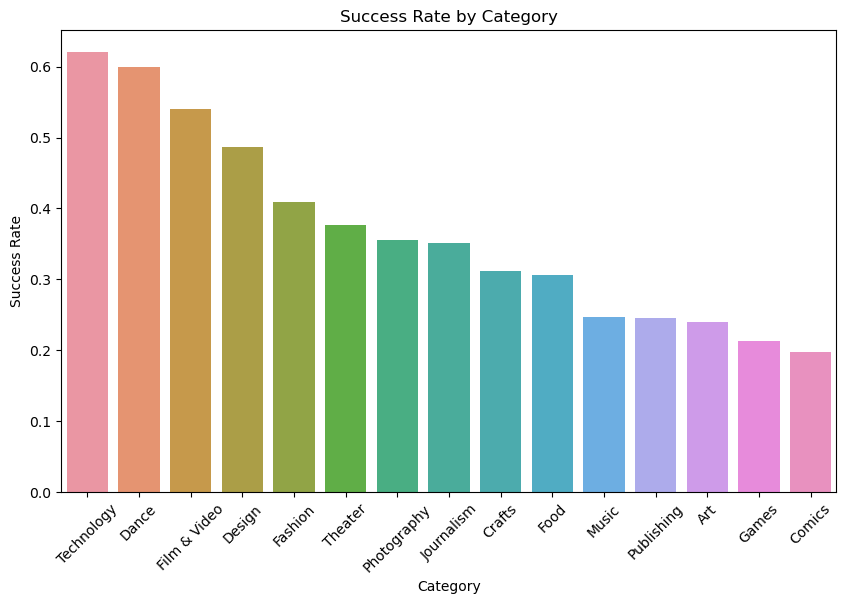 Success Rate by Category
Success Rate
0.6
0.5
0.4
0.3
0.2
0.1
0.0
Technology
Dance
Film & Video
Design
Fashion
Theater
Photography
Journalism
Crafts
Food
Music
Publishing
Art
Games
Comics
Category